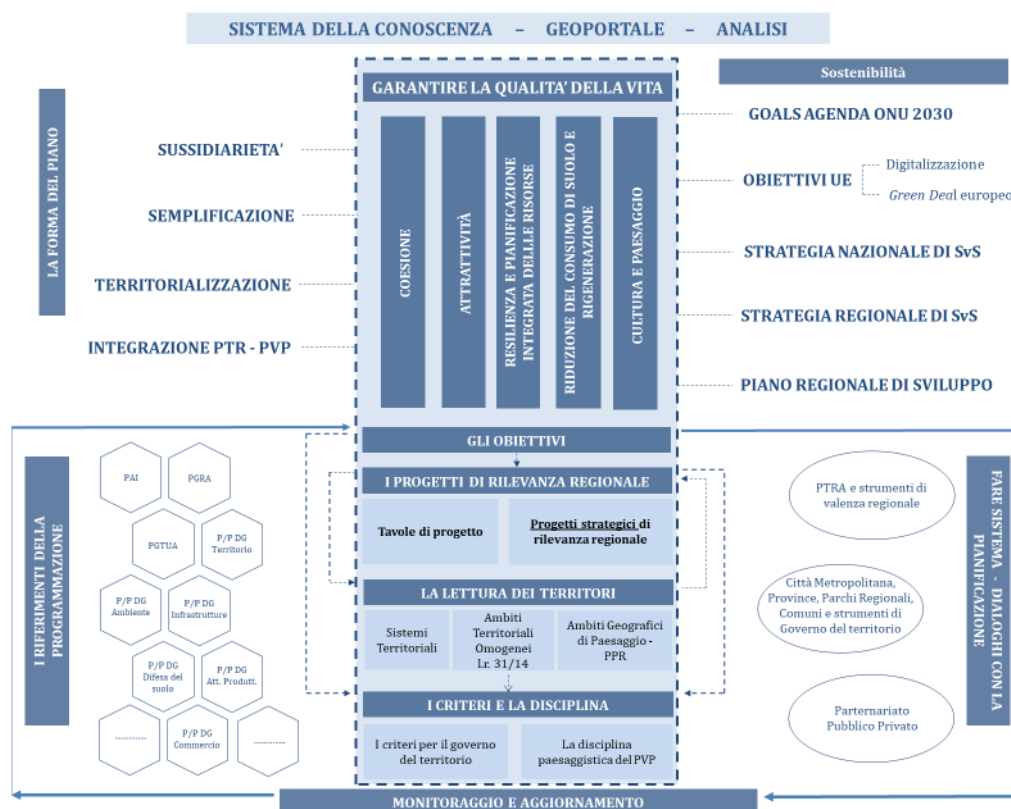 SISTEMA DELLA CONOSCENZA – GEOPORTALE – ANALISI
LA FORMA DEL PIANO
SUSSIDIARIETA’
SEMPLIFICAZIONE
TERRITORIALIZZAZIONE
INTEGRAZIONE PTR - PVP
GARANTIRE LA QUALITA’ DELLA VITA
COESIONE
ATTRATTIVITÀ
RESILIENZA E PIANIFICAZIONE
INTEGRATA DELLE RISORSE
RIDUZIONE DEL CONSUMO DI SUOLO E
RIGENERAZIONE
CULTURA E PAESAGGIO
Sostenibilità
GOALS AGENDA ONU 2030
OBIETTIVI UE
Digitalizzazione
Green Deal europeo
STRATEGIA NAZIONALE DI SvS
STRATEGIA REGIONALE DI SvS
PIANO REGIONALE DI SVILUPPO
I RIFERIMENTI DELLA
PROGRAMMAZIONE
PAI
PGRA
PGTUA
P/P DG
Territorio
P/P DG
Ambiente
P/P DG
Infrastrutture
P/P DG
Difesa del
suolo
P/P DG
Att. Produtt.
............
P/P DG
Commercio
............
GLI OBIETTIVI
I PROGETTI DI RILEVANZA REGIONALE
Tavole di progetto
Progetti strategici di
rilevanza regionale
LA LETTURA DEI TERRITORI
Sistemi
Territoriali
Ambiti
Territoriali
Omogenei
l.r. 31/14
Ambiti Geografici
di Paesaggio -
PPR
I CRITERI E LA DISCIPLINA
I criteri per il governo
del territorio
La disciplina
paesaggistica del PVP
PTRA e strumenti di
valenza regionale
Città Metropolitana,
Province, Parchi Regionali,
Comuni e strumenti di
Governo del territorio
Parternariato
Pubblico Privato
FARE SISTEMA - DIALOGHI CON LA
PIANIFICAZIONE
MONITORAGGIO E AGGIORNAMENTO